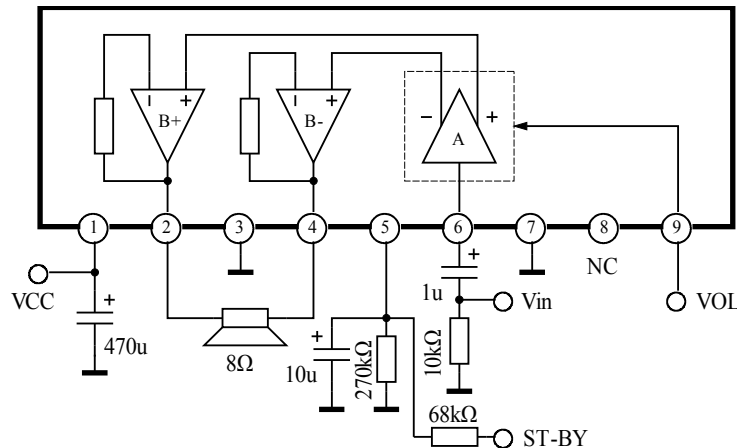 − + − +
B+ B- − + A
1 2 3 4 5 6 7 8 9
+ NC
VCC + 1u Vin VOL
470u 8Ω + 10u 270kΩ 10kΩ
68kΩ
ST-BY